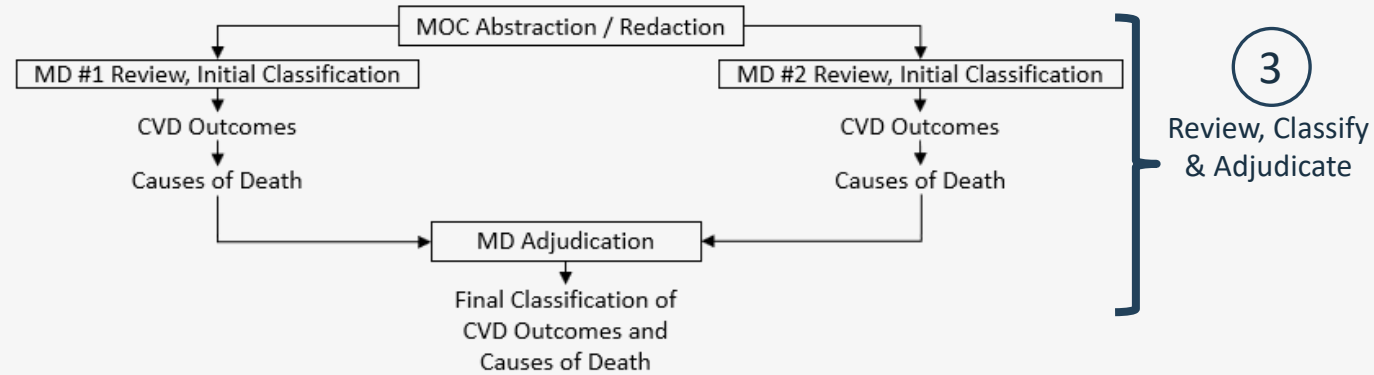 MOC Abstraction / Redaction
MD #1 Review, Initial Classification
MD #2 Review, Initial Classification
CVD Outcomes
CVD Outcomes
Causes of Death
Causes of Death
MD Adjudication
Final Classification of
CVD Outcomes and
Causes of Death
3
Review, Classify
& Adjudicate